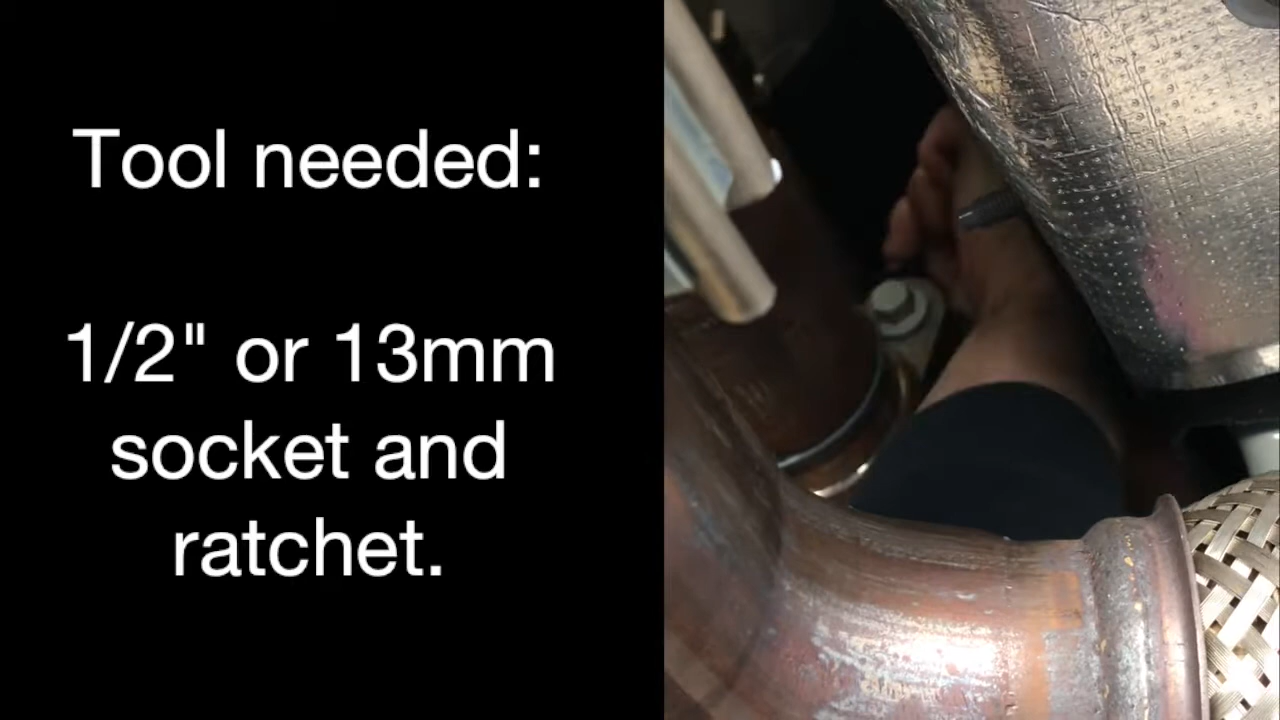 Tool needed:
1/2" or 13mm
socket and
ratchet.